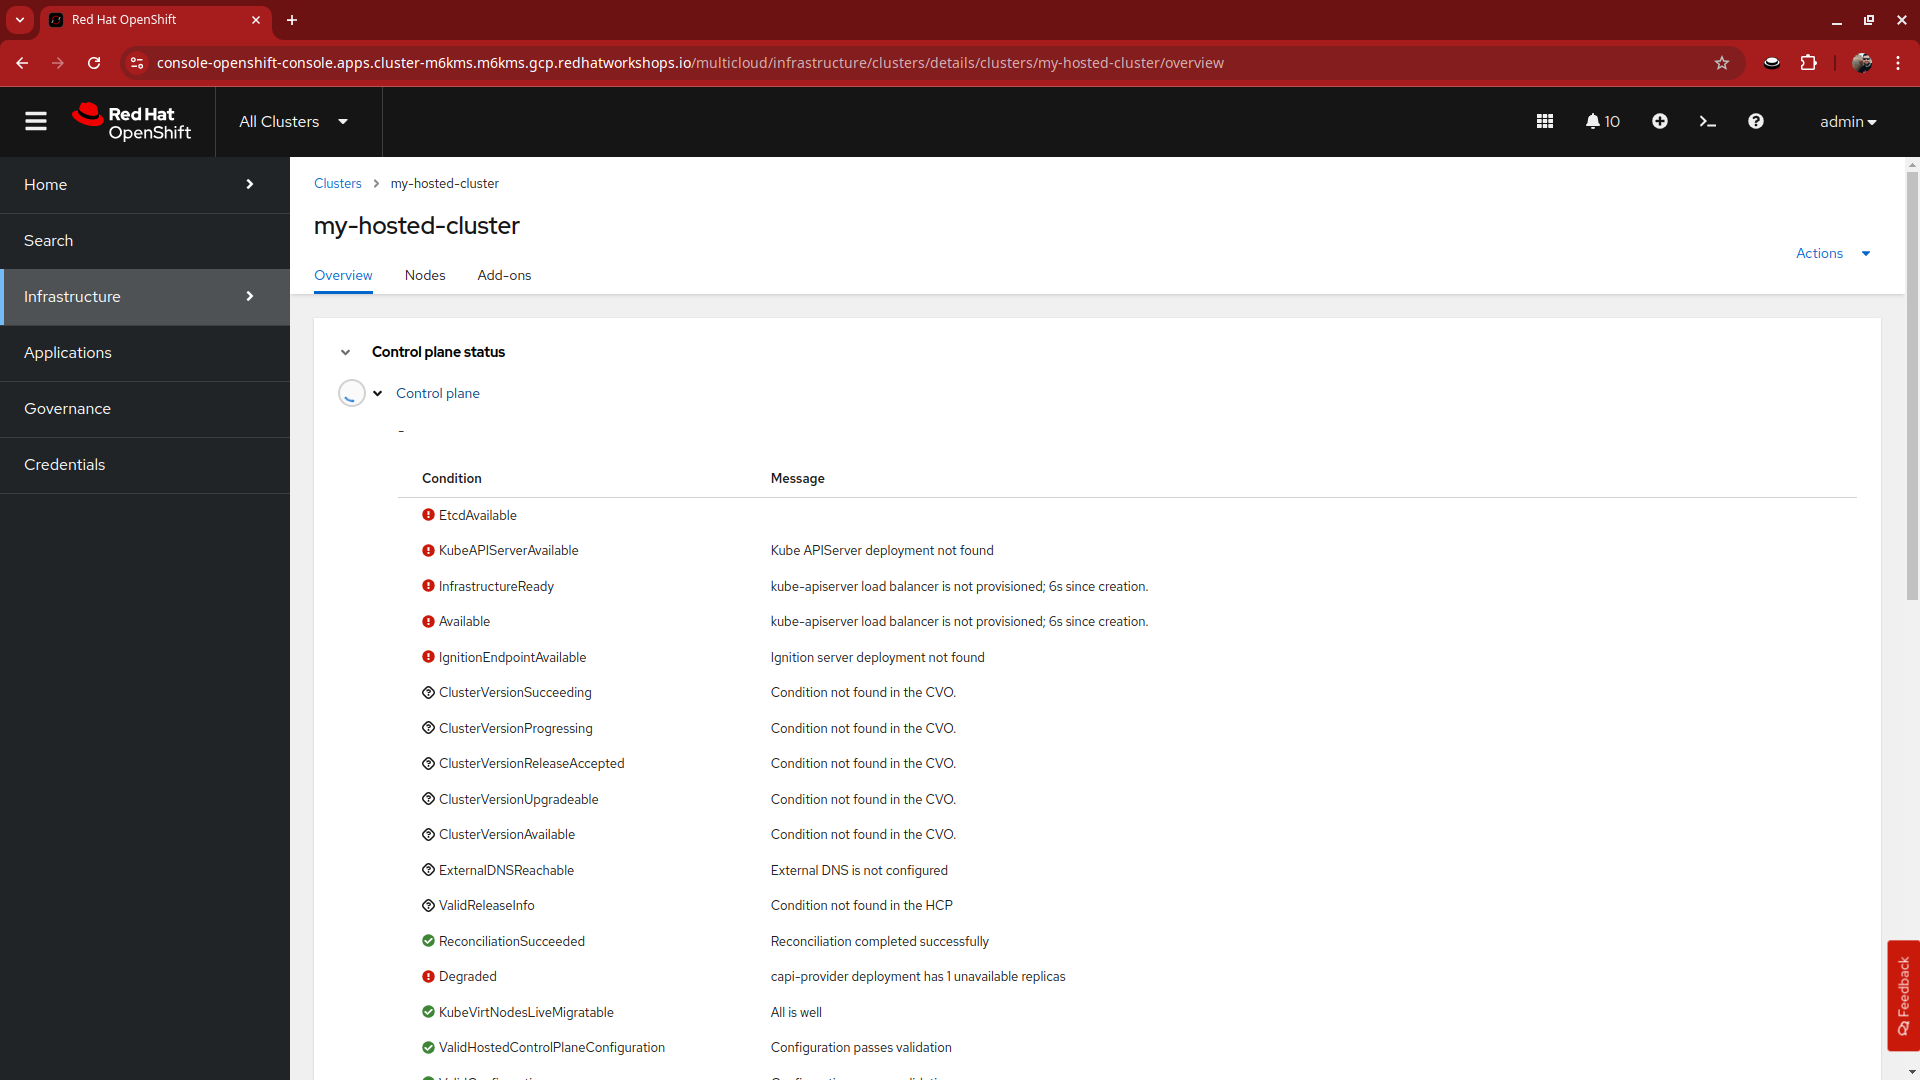 Red Hat OpenShift
console-openshift-console.apps.cluster-m6kms.m6kms.gcp.redhatworkshops.io/multicloud/infrastructure/clusters/details/clusters/my-hosted-cluster/overview
Red Hat
OpenShift
All Clusters
10
admin
Home
Search
Infrastructure
Applications
Governance
Credentials
Clusters
my-hosted-cluster
my-hosted-cluster
Actions
Overview
Nodes
Add-ons
Control plane status
Control plane
-
Condition Message
EtcdAvailable
KubeAPIServerAvailable Kube APIServer deployment not found
InfrastructureReady kube-apiserver load balancer is not provisioned; 6s since creation.
Available kube-apiserver load balancer is not provisioned; 6s since creation.
IgnitionEndpointAvailable Ignition server deployment not found
ClusterVersionSucceeding Condition not found in the CVO.
ClusterVersionProgressing Condition not found in the CVO.
ClusterVersionReleaseAccepted Condition not found in the CVO.
ClusterVersionUpgradeable Condition not found in the CVO.
ClusterVersionAvailable Condition not found in the CVO.
ExternalDNSReachable External DNS is not configured
ValidReleaseInfo Condition not found in the HCP
ReconciliationSucceeded Reconciliation completed successfully
Degraded capi-provider deployment has 1 unavailable replicas
KubeVirtNodesLiveMigratable All is well
ValidHostedControlPlaneConfiguration Configuration passes validation
Feedback